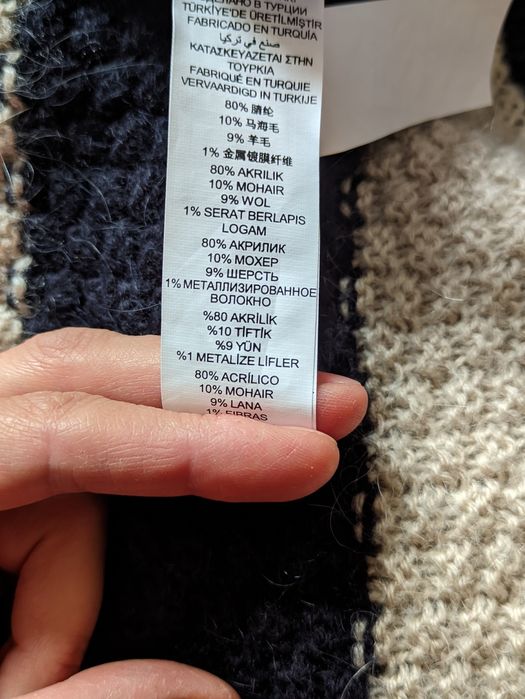 СДЕЛАНО В ТУРЦИИ
TÜRKİYE'DE ÜRETİLMİŞTİR
FABRICADO EN TURQUÍA
صنع في تركيا
ΚΑΤΑΣΚΕΥΑΖΕΤΑΙ ΣΤΗΝ
ΤΟΥΡΚΙΑ
FABRIQUÉ EN TURQUIE
VERVAARDIGD IN TURKIJE
80% 腈纶
10% 马海毛
9% 羊毛
1% 金属镀膜纤维
80% AKRILIK
10% MOHAIR
9% WOL
1% SERAT BERLAPIS
LOGAM
80% АКРИЛИК
10% МОХЕР
9% ШЕРСТЬ
1% МЕТАЛЛИЗИРОВАННОЕ
ВОЛОКНО
%80 AKRİLİK
%10 TİFTİK
%9 YÜN
%1 METALİZE LİFLER
80% ACRÍLICO
10% MOHAIR
9% LANA
1% FIBRAS